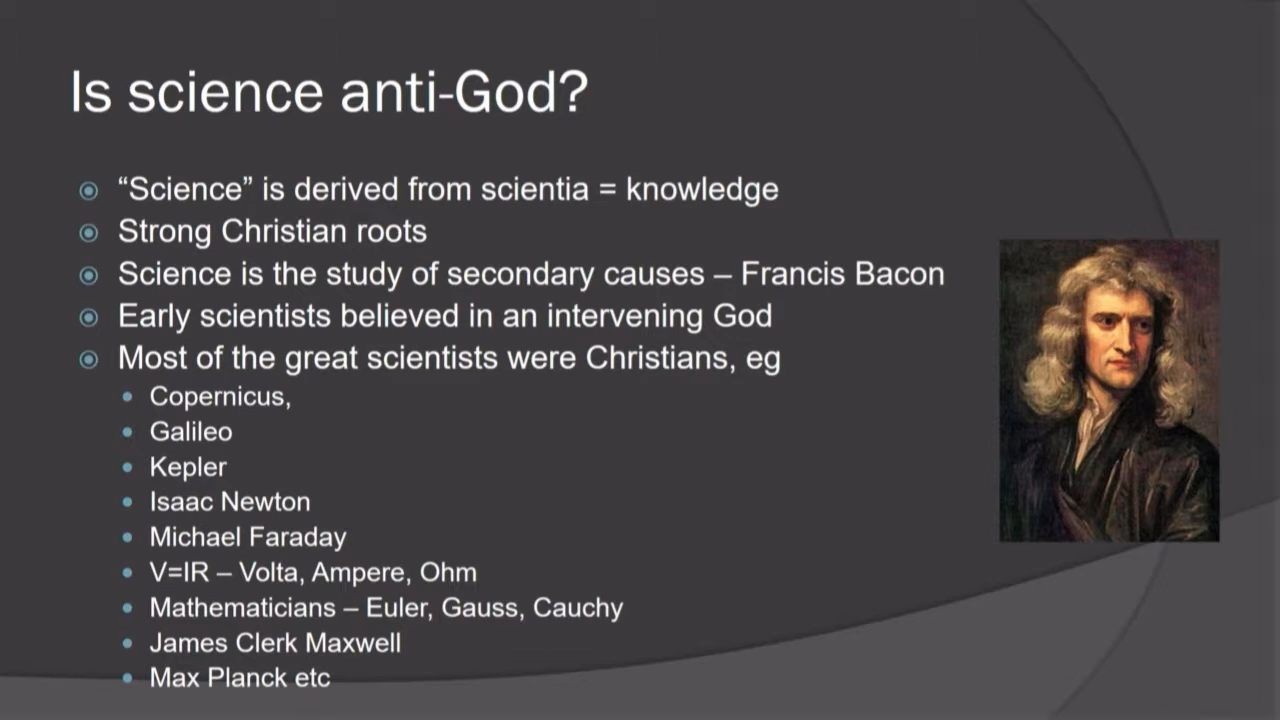 Is science anti-God?
“Science” is derived from scientia = knowledge
Strong Christian roots
Science is the study of secondary causes – Francis Bacon
Early scientists believed in an intervening God
Most of the great scientists were Christians, eg
Copernicus,
Galileo
Kepler
Isaac Newton
Michael Faraday
V=IR – Volta, Ampere, Ohm
Mathematicians – Euler, Gauss, Cauchy
James Clerk Maxwell
Max Planck etc